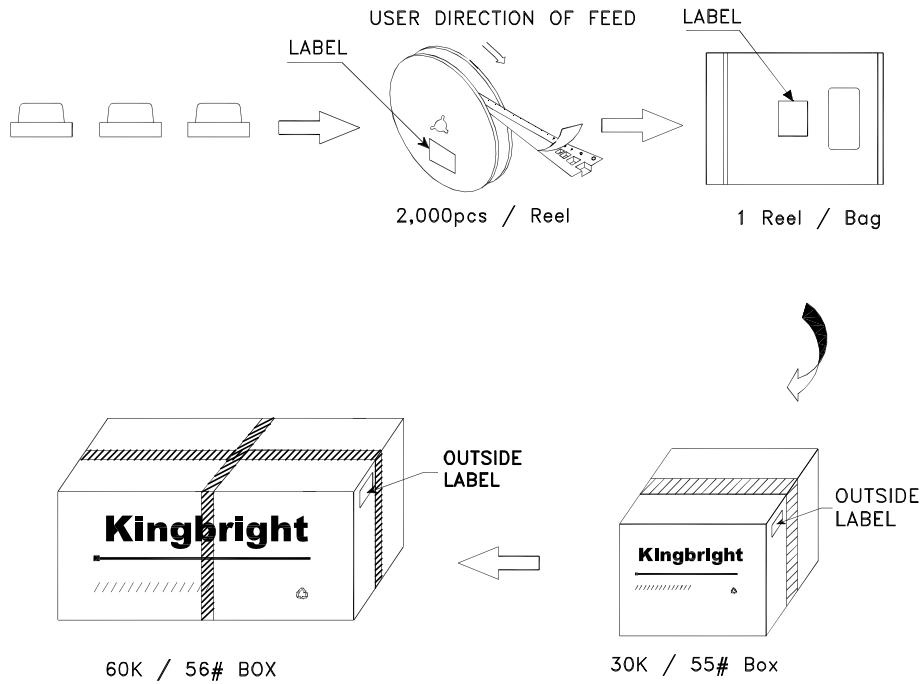 USER DIRECTION OF FEED
LABEL
LABEL
2,000pcs / Reel
1 Reel / Bag
OUTSIDE
LABEL
Kingbright
60K / 56# BOX
OUTSIDE
LABEL
Kingbright
30K / 55# Box